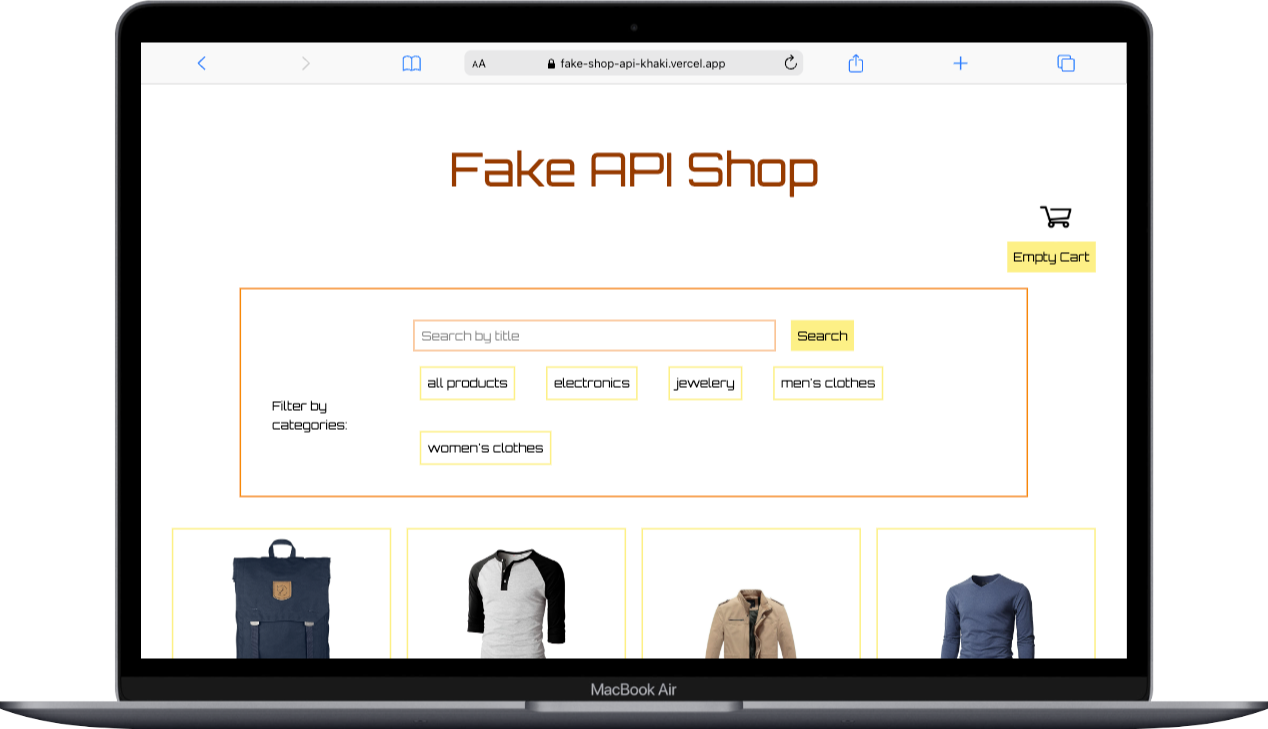 AA fake-shop-api-khaki.vercel.app
Fake API Shop
Empty Cart
Search by title Search
all products electronics jewelery men's clothes
Filter by
categories:
women's clothes
MacBook Air